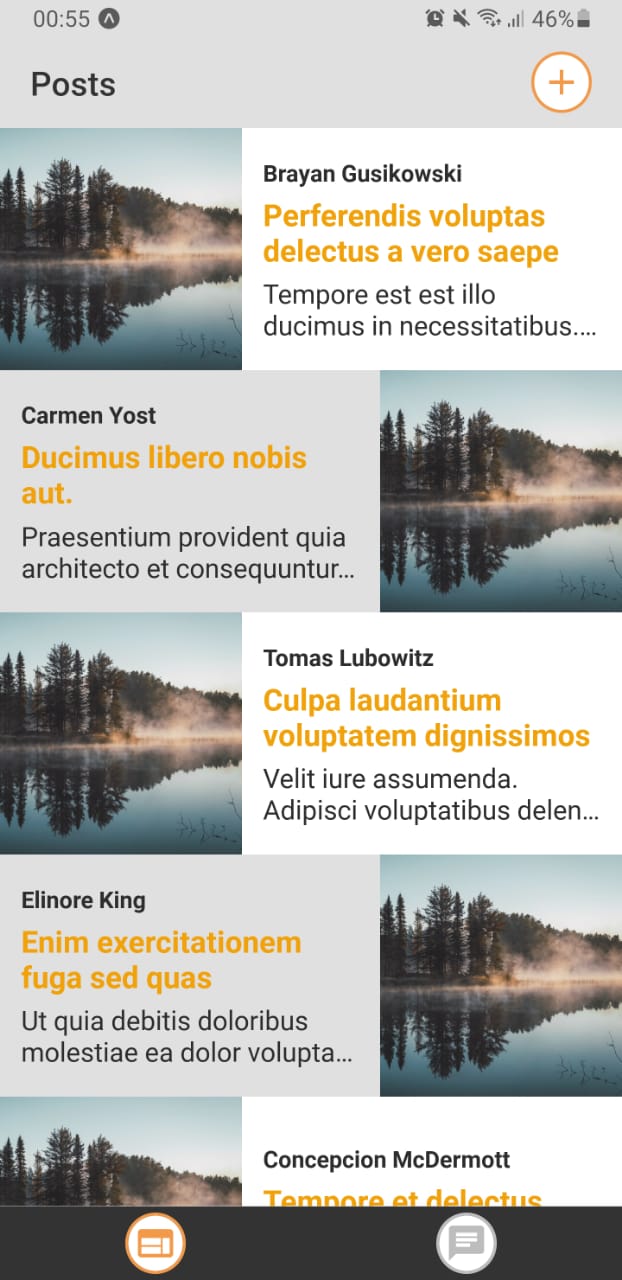 00:55
46%
Posts
Brayan Gusikowski
Perferendis voluptas
delectus a vero saepe
Tempore est est illo
ducimus in necessitatibus....
Carmen Yost
Ducimus libero nobis
aut.
Praesentium provident quia
architecto et consequuntur...
Tomas Lubowitz
Culpa laudantium
voluptatem dignissimos
Velit iure assumenda.
Adipisci voluptatibus delen...
Elinore King
Enim exercitationem
fuga sed quas
Ut quia debitis doloribus
molestiae ea dolor volupta...
Concepcion McDermott
Tempore et delectus